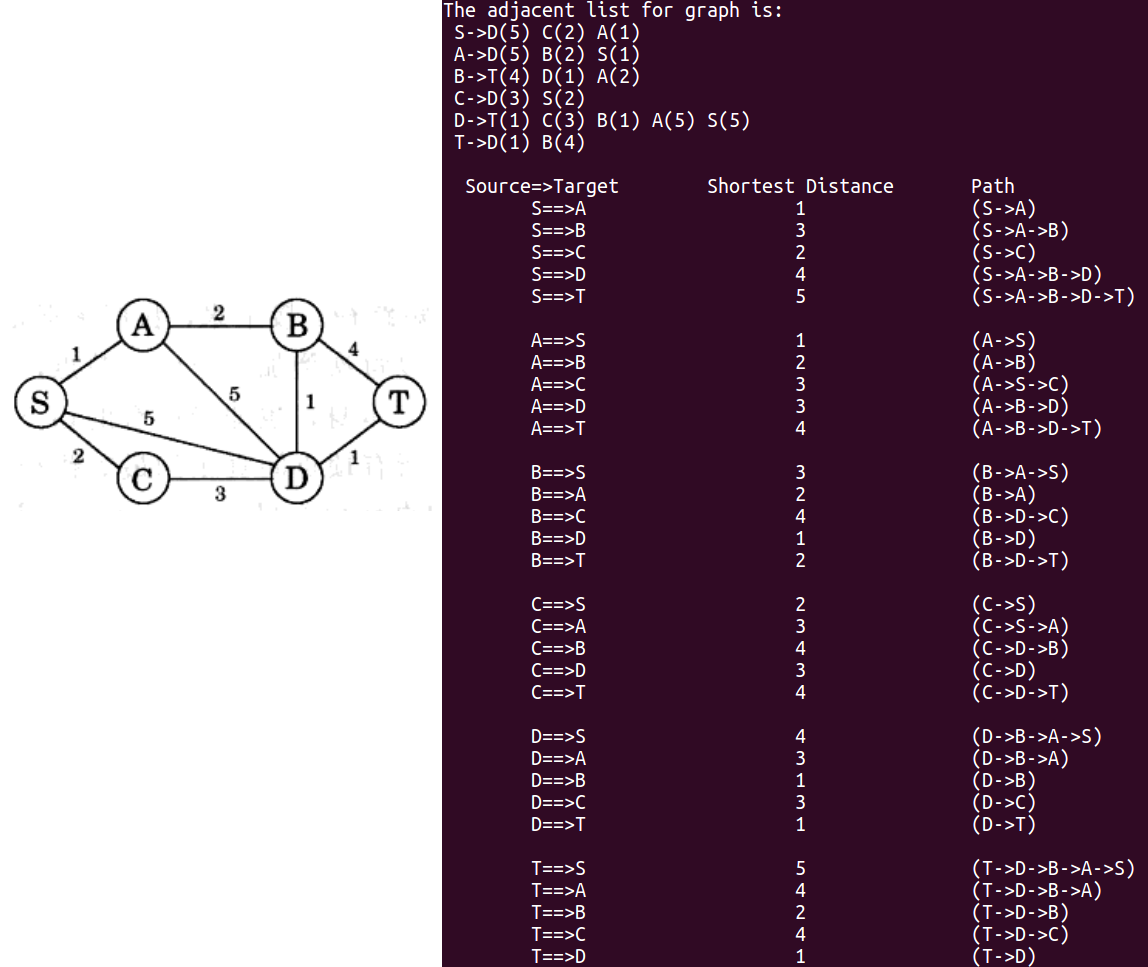 The adjacent list for graph is:
S->D(5) C(2) A(1)
A->D(5) B(2) S(1)
B->T(4) D(1) A(2)
C->D(3) S(2)
D->T(1) C(3) B(1) A(5) S(5)
T->D(1) B(4)
Source=>Target Shortest Distance Path
S==>A 1 (S->A)
S==>B 3 (S->A->B)
S==>C 2 (S->C)
S==>D 4 (S->A->B->D)
S==>T 5 (S->A->B->D->T)
A==>S 1 (A->S)
A==>B 2 (A->B)
A==>C 3 (A->S->C)
A==>D 3 (A->B->D)
A==>T 4 (A->B->D->T)
B==>S 3 (B->A->S)
B==>A 2 (B->A)
B==>C 4 (B->D->C)
B==>D 1 (B->D)
B==>T 2 (B->D->T)
C==>S 2 (C->S)
C==>A 3 (C->S->A)
C==>B 4 (C->D->B)
C==>D 3 (C->D)
C==>T 4 (C->D->T)
D==>S 4 (D->B->A->S)
D==>A 3 (D->B->A)
D==>B 1 (D->B)
D==>C 3 (D->C)
D==>T 1 (D->T)
T==>S 5 (T->D->B->A->S)
T==>A 4 (T->D->B->A)
T==>B 2 (T->D->B)
T==>C 4 (T->D->C)
T==>D 1 (T->D)
2
A B
1 4
5
S 1 T
5
2 1
C D
3